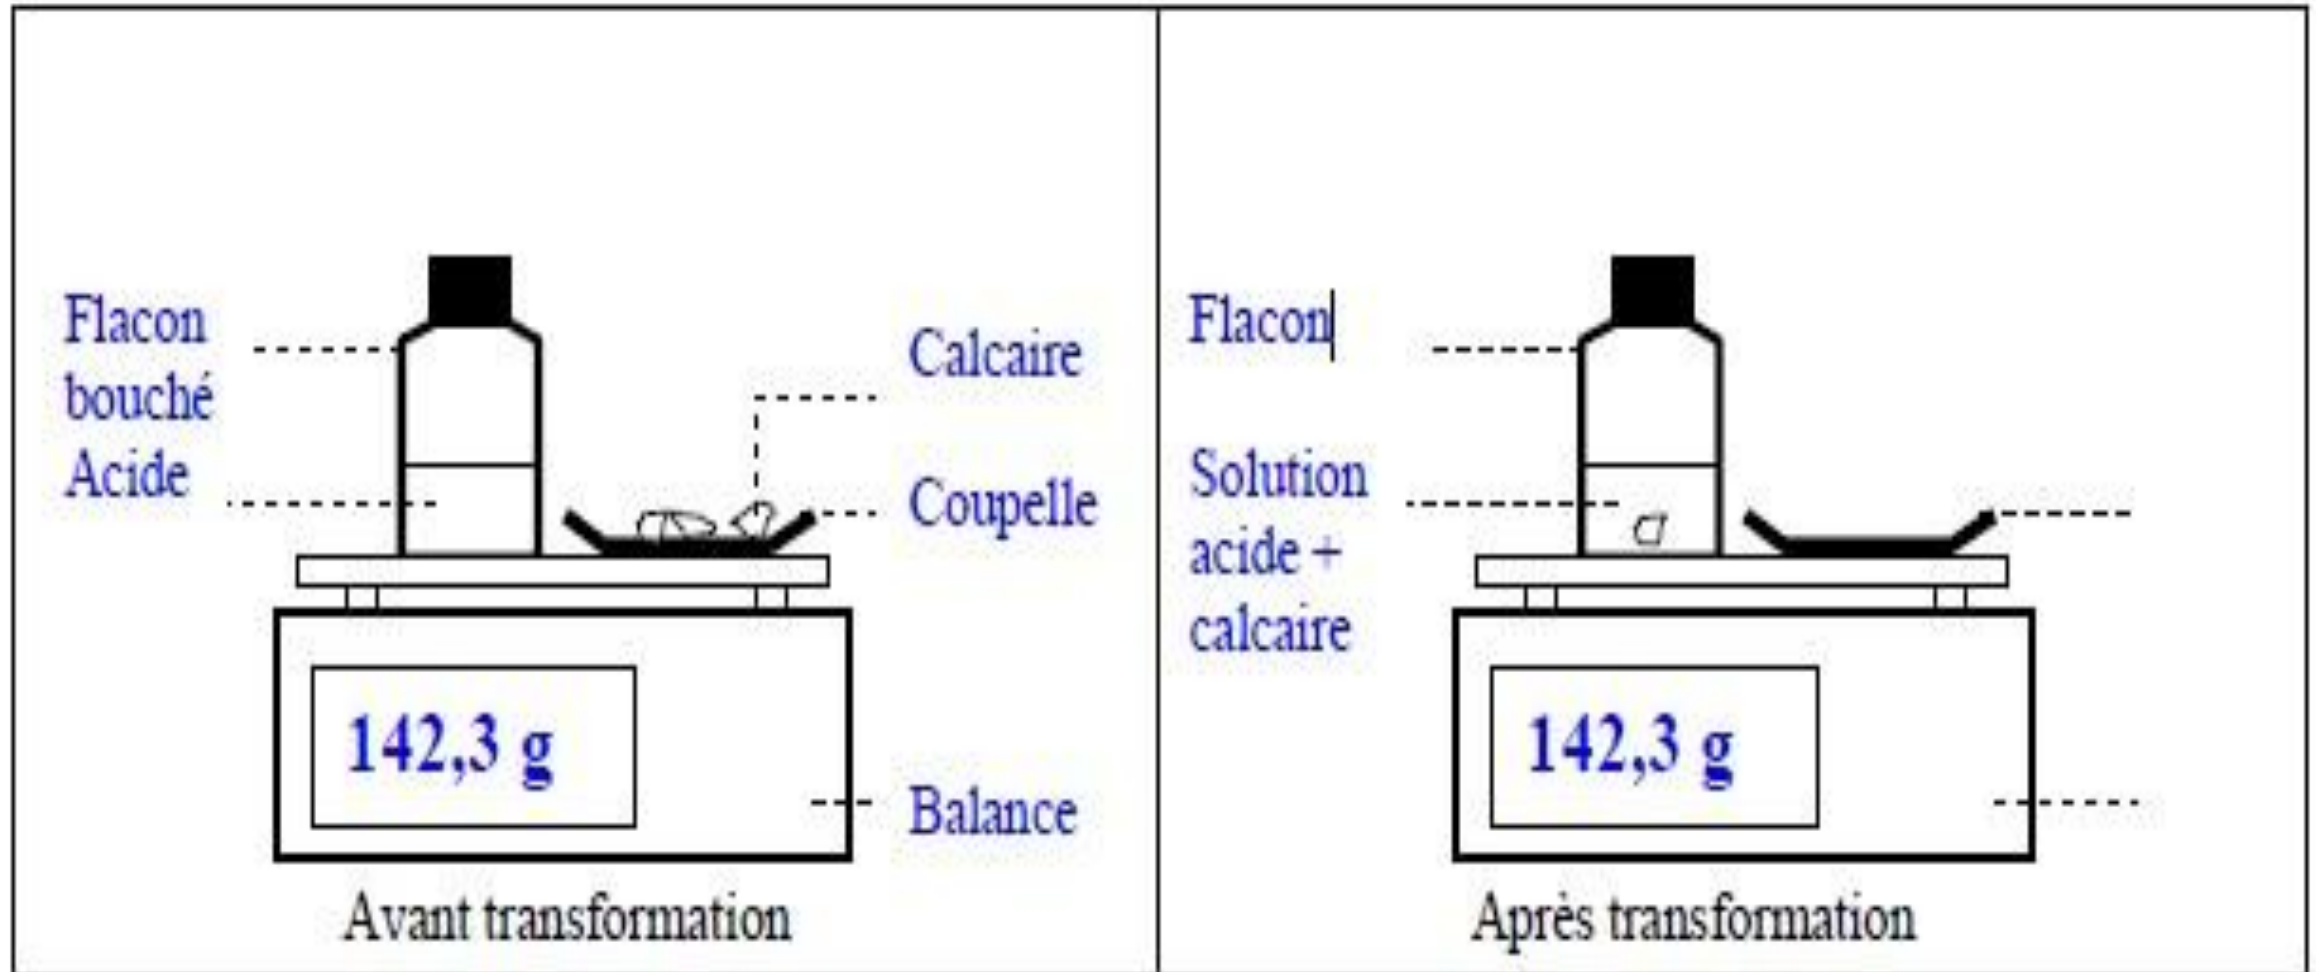 Flacon
bouché
Acide
Calcaire
Coupelle
142,3 g
Balance
Avant transformation
Flacon
Solution
acide +
calcaire
142,3 g
Après transformation